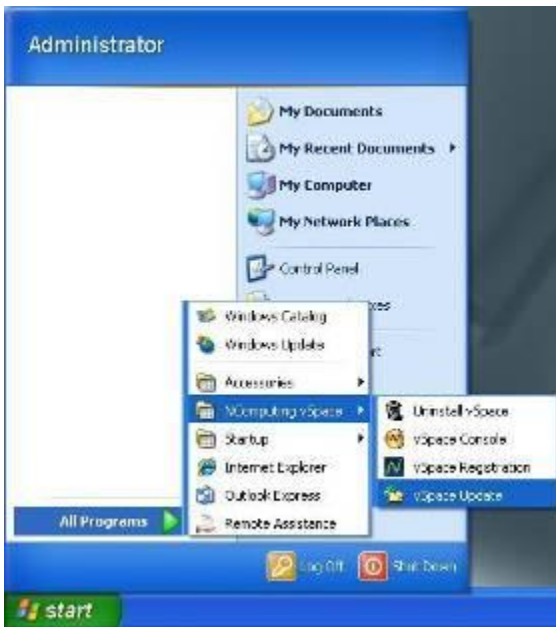 Administrator
My Documents
My Recent Documents
My Computer
My Network Places
Control Panel
Windows Catalog
Windows Update
Accessories
NComputing vSpace
Startup
Internet Explorer
Outlook Express
Remote Assistance
Uninstall vSpace
vSpace Console
vSpace Registration
vSpace Update
All Programs
Log Off
Shut Down
start